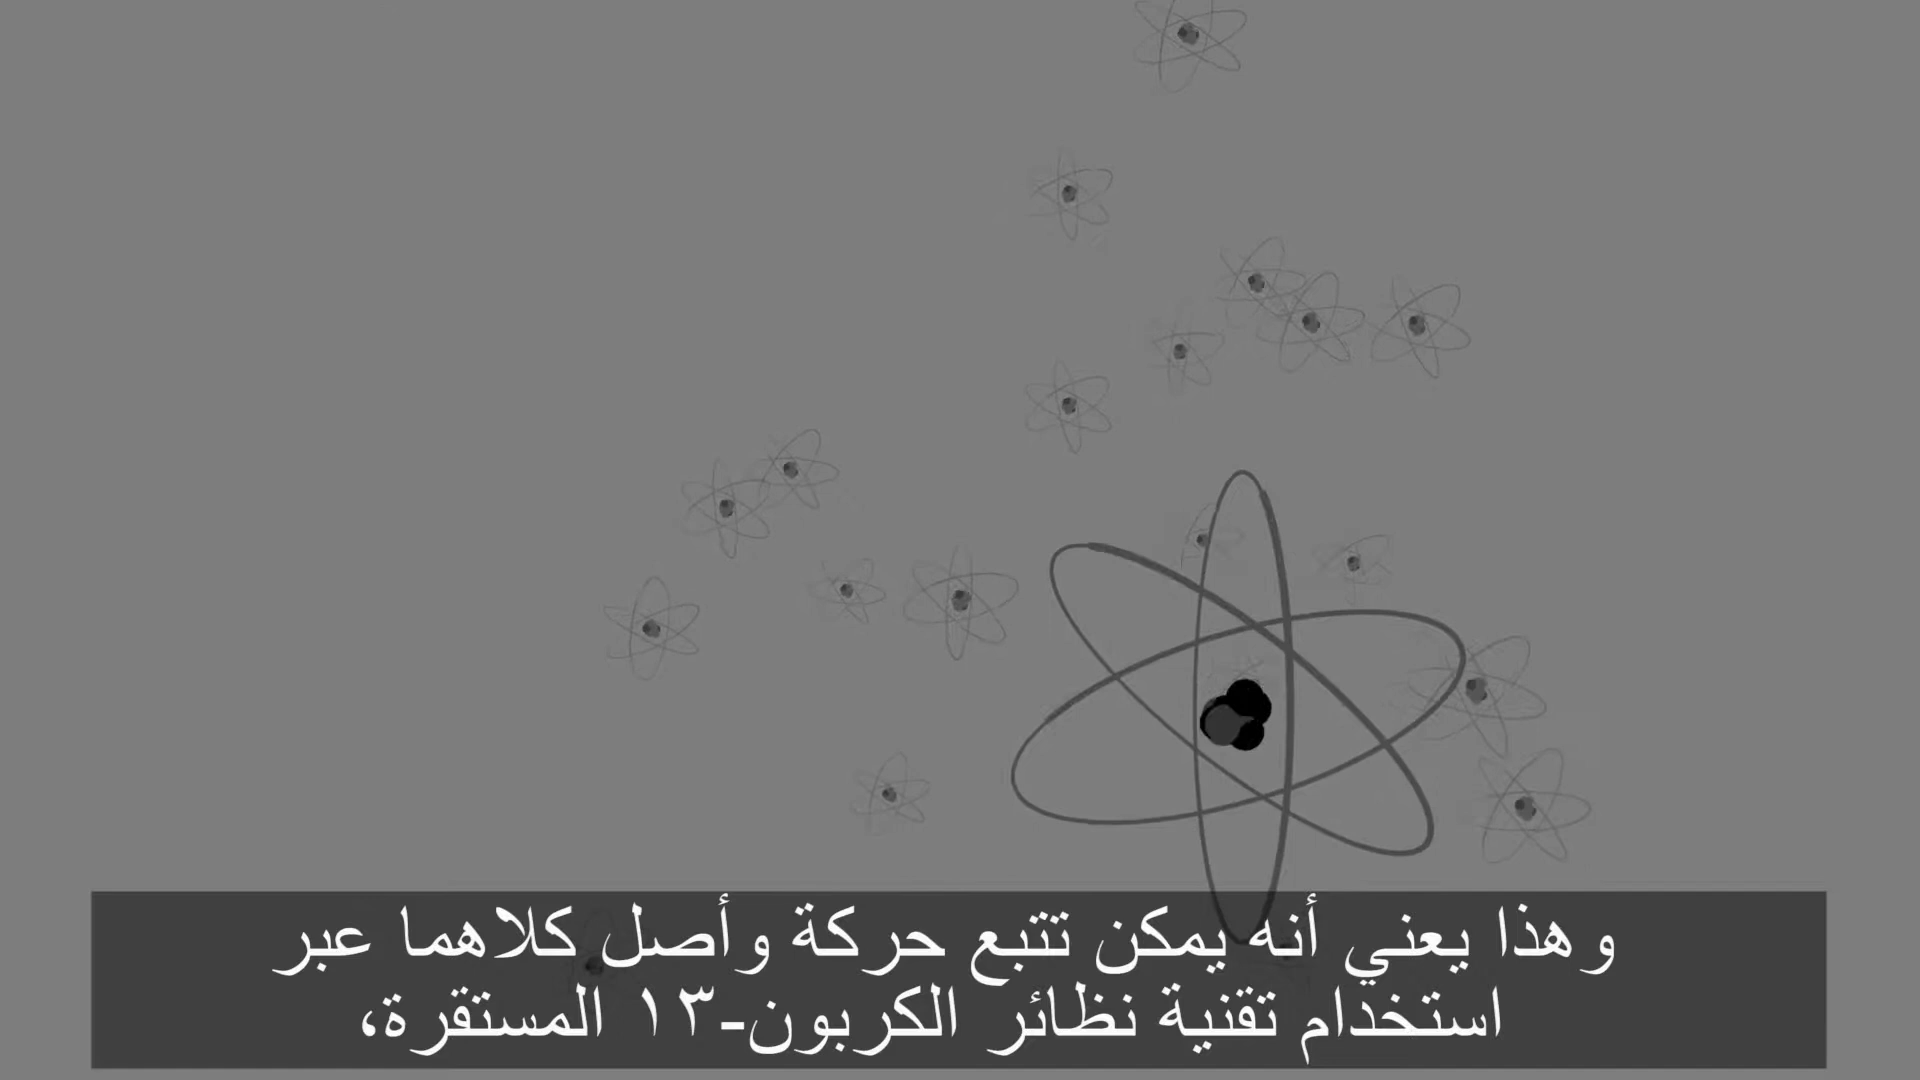 وهذا يعني أنه يمكن تتبع حركة وأصل كلاهما عبر
استخدام تقنية نظائر الكربون-١٣ المستقرة،